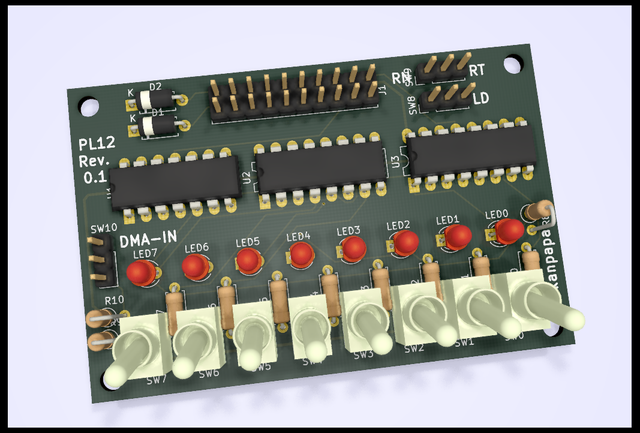 D2
K
D1
K
J1
RN
SW9
RT
SW8
LD
PL12
Rev.
0.1
U2
U3
SW10
DMA-IN
LED7
LED6
LED5
LED4
LED3
LED2
LED1
LED0
Kanpapa
R10
SW7
SW6
SW5
SW3
SW2
SW1